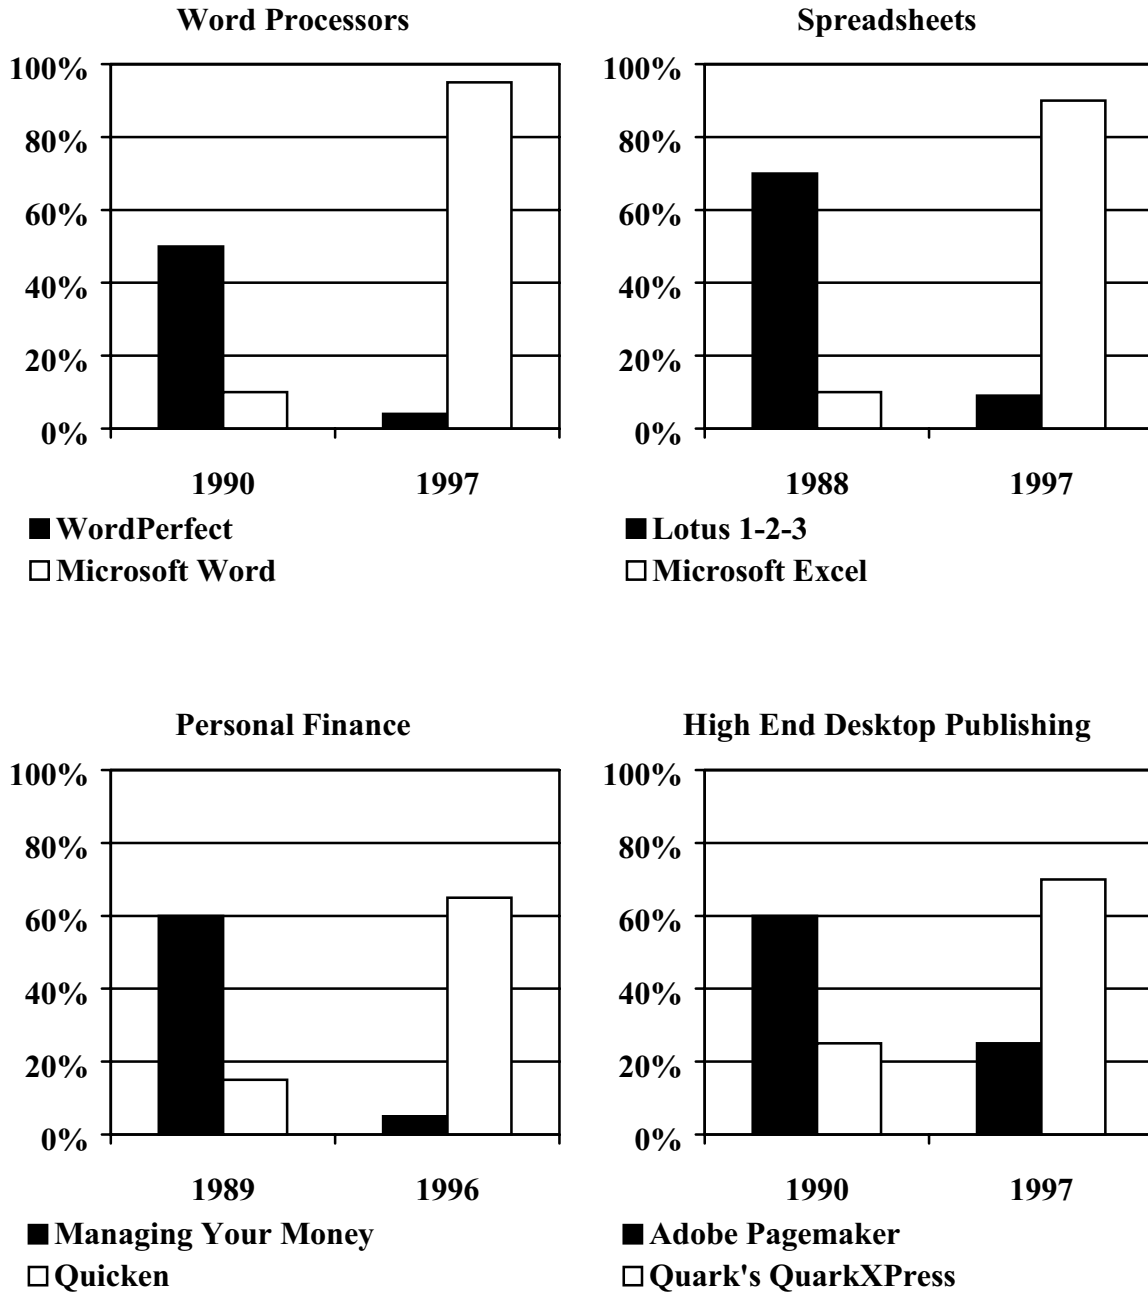 Word Processors
100%
80%
60%
40%
20%
0%
1990 1997
WordPerfect
Microsoft Word
Spreadsheets
100%
80%
60%
40%
20%
0%
1988 1997
Lotus 1-2-3
Microsoft Excel
Personal Finance
100%
80%
60%
40%
20%
0%
1989 1996
Managing Your Money
Quicken
High End Desktop Publishing
100%
80%
60%
40%
20%
0%
1990 1997
Adobe Pagemaker
Quark's QuarkXPress